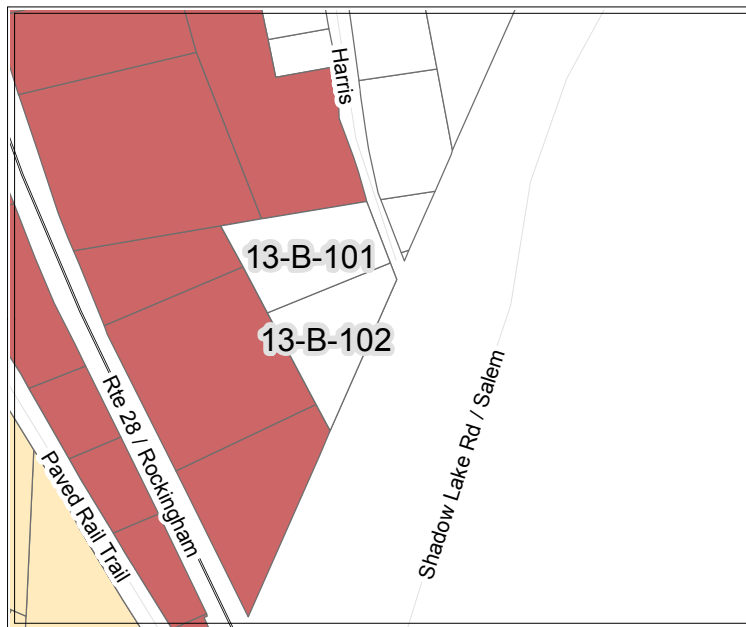 Harris
13-B-101
13-B-102
Rte 28 / Rockingham
Paved Rail Trail
Shadow Lake Rd / Salem